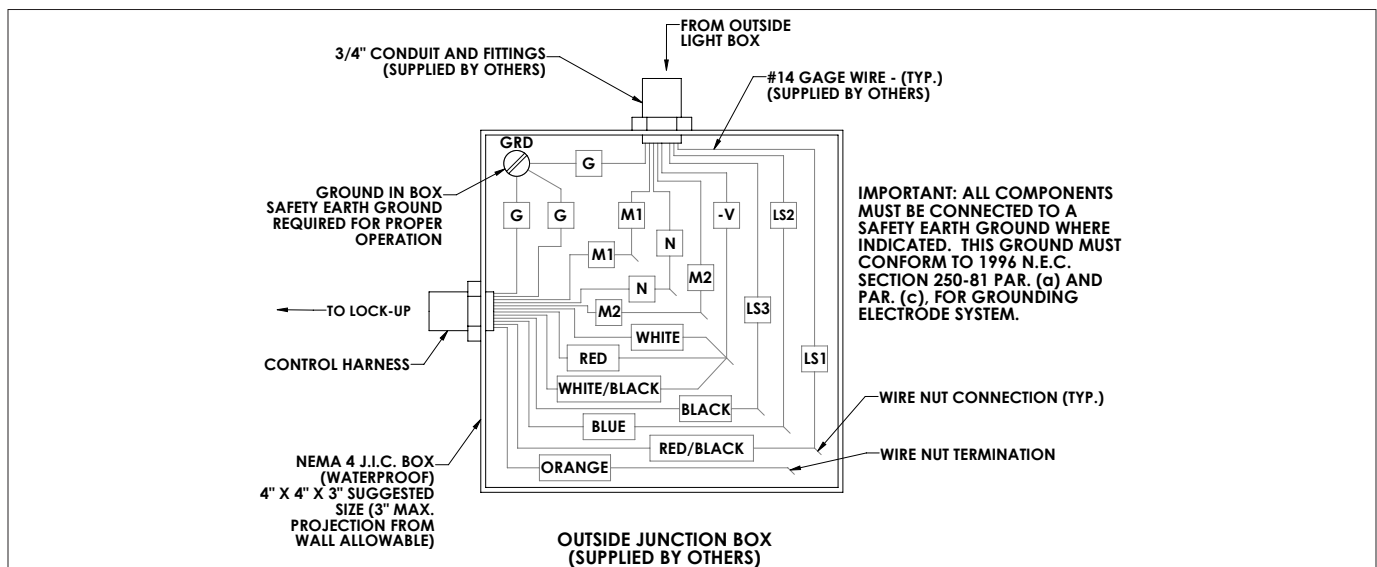 FROM OUTSIDE
LIGHT BOX
3/4" CONDUIT AND FITTINGS
(SUPPLIED BY OTHERS)
#14 GAGE WIRE - (TYP.)
(SUPPLIED BY OTHERS)
GRD
G
GROUND IN BOX
SAFETY EARTH GROUND
REQUIRED FOR PROPER
OPERATION
G
G
M1
-V
LS2
IMPORTANT: ALL COMPONENTS
MUST BE CONNECTED TO A
SAFETY EARTH GROUND WHERE
INDICATED. THIS GROUND MUST
CONFORM TO 1996 N.E.C.
SECTION 250-81 PAR. (a) AND
PAR. (c), FOR GROUNDING
ELECTRODE SYSTEM.
N
M1
M2
N
LS3
M2
TO LOCK-UP
WHITE
RED
LS1
CONTROL HARNESS
WHITE/BLACK
BLACK
WIRE NUT CONNECTION (TYP.)
BLUE
RED/BLACK
WIRE NUT TERMINATION
ORANGE
NEMA 4 J.I.C. BOX
(WATERPROOF)
4" X 4" X 3" SUGGESTED
SIZE (3" MAX.
PROJECTION FROM
WALL ALLOWABLE)
OUTSIDE JUNCTION BOX
(SUPPLIED BY OTHERS)